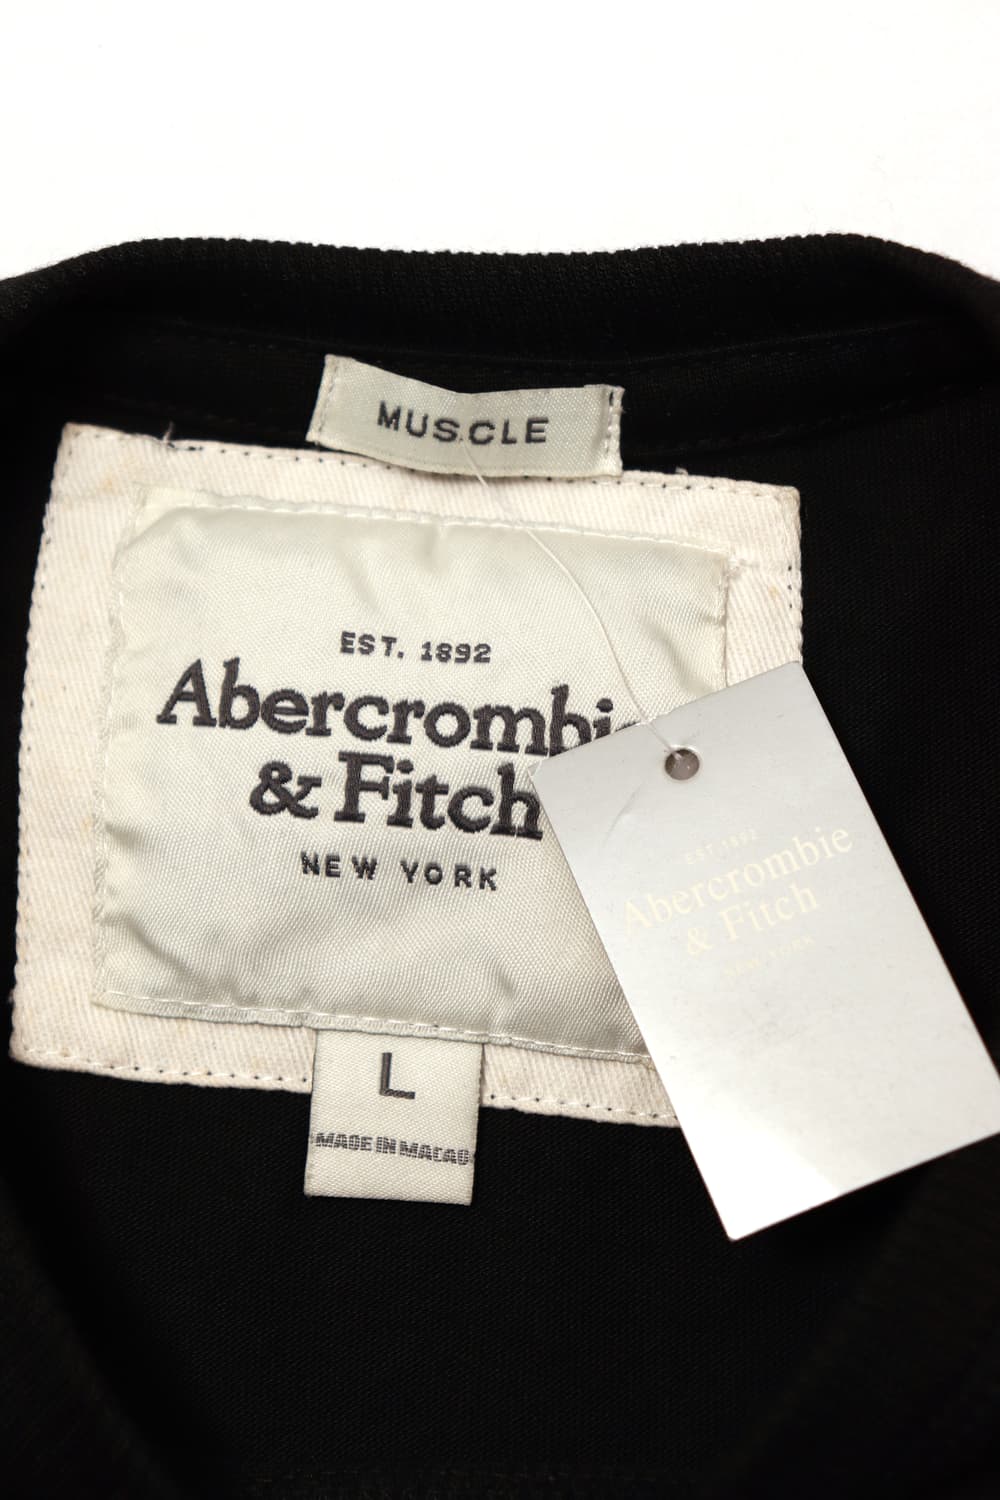 MUSCLE
EST. 1892
Abercrombie
& Fitch
NEW YORK
L
MADE IN MACAO
EST. 1892
Abercrombie
& Fitch
NEW YORK